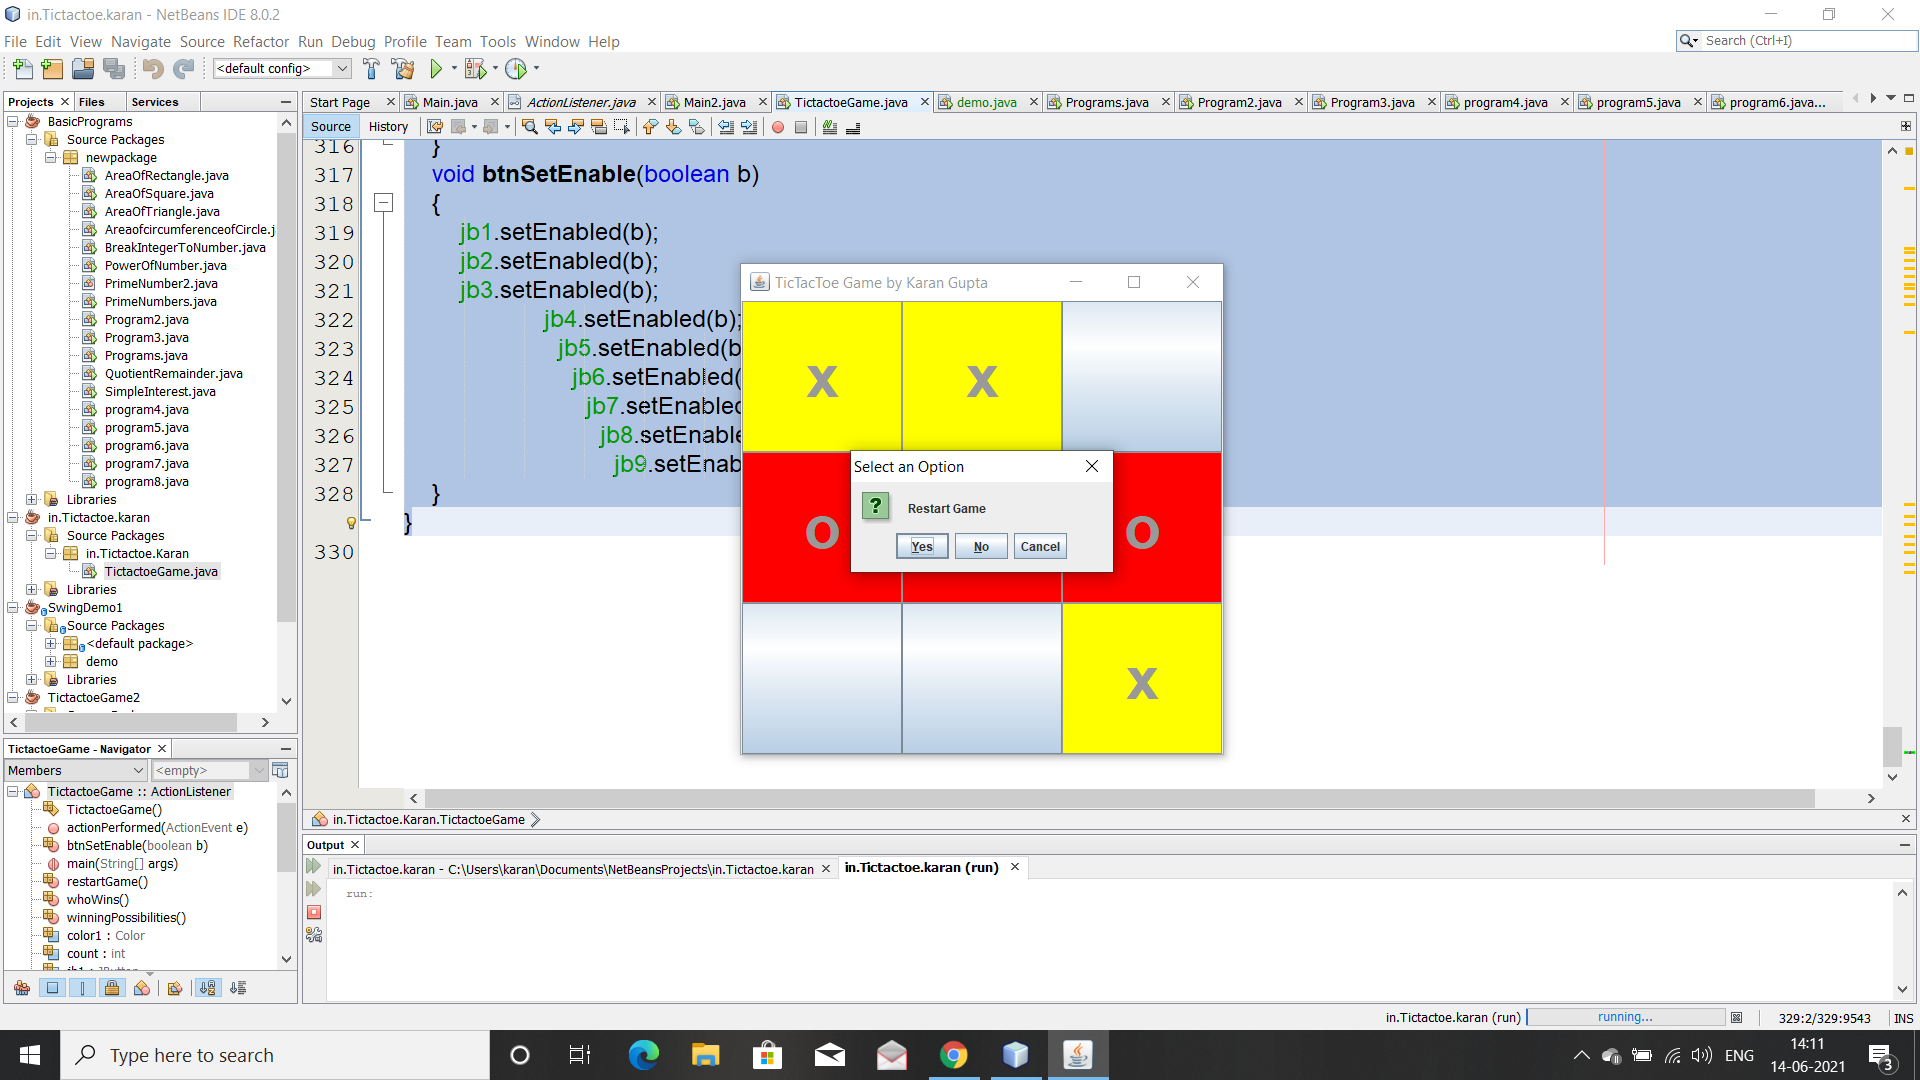 in.Tictactoe.karan - NetBeans IDE 8.0.2
File Edit View Navigate Source Refactor Run Debug Profile Team Tools Window Help
Search (Ctrl+I)
<default config>
Projects Files Services
Start Page Main.java ActionListener.java Main2.java TictactoeGame.java demo.java Programs.java Program2.java Program3.java program4.java program5.java program6.java...
Source History
BasicPrograms
Source Packages
newpackage
AreaOfRectangle.java
AreaOfSquare.java
AreaOfTriangle.java
AreaofcircumferenceofCircle.j
BreakIntegerToNumber.java
PowerOfNumber.java
PrimeNumber2.java
PrimeNumbers.java
Program2.java
Program3.java
Programs.java
QuotientRemainder.java
SimpleInterest.java
program4.java
program5.java
program6.java
program7.java
program8.java
Libraries
in.Tictactoe.karan
Source Packages
in.Tictactoe.Karan
TictactoeGame.java
Libraries
SwingDemo1
Source Packages
<default package>
demo
Libraries
TictactoeGame2
316 }
317 void btnSetEnable(boolean b)
318 {
319 jb1.setEnabled(b);
320 jb2.setEnabled(b);
321 jb3.setEnabled(b);
322 jb4.setEnabled(b);
323 jb5.setEnabled(b
324 jb6.setEnabled(
325 jb7.setEnabled
326 jb8.setEnable
327 jb9.setEnab
328 }
}
330
TicTacToe Game by Karan Gupta
X X
O O
X
Select an Option
? Restart Game
Yes No Cancel
TictactoeGame - Navigator
Members <empty>
TictactoeGame :: ActionListener
TictactoeGame()
actionPerformed(ActionEvent e)
btnSetEnable(boolean b)
main(String[] args)
restartGame()
whoWins()
winningPossibilities()
color1 : Color
count : int
in.Tictactoe.Karan.TictactoeGame
Output
in.Tictactoe.karan - C:\Users\karan\Documents\NetBeansProjects\in.Tictactoe.karan in.Tictactoe.karan (run)
run:
in.Tictactoe.karan (run) running... 329:2/329:9543 INS
Type here to search
ENG
14:11
14-06-2021
3